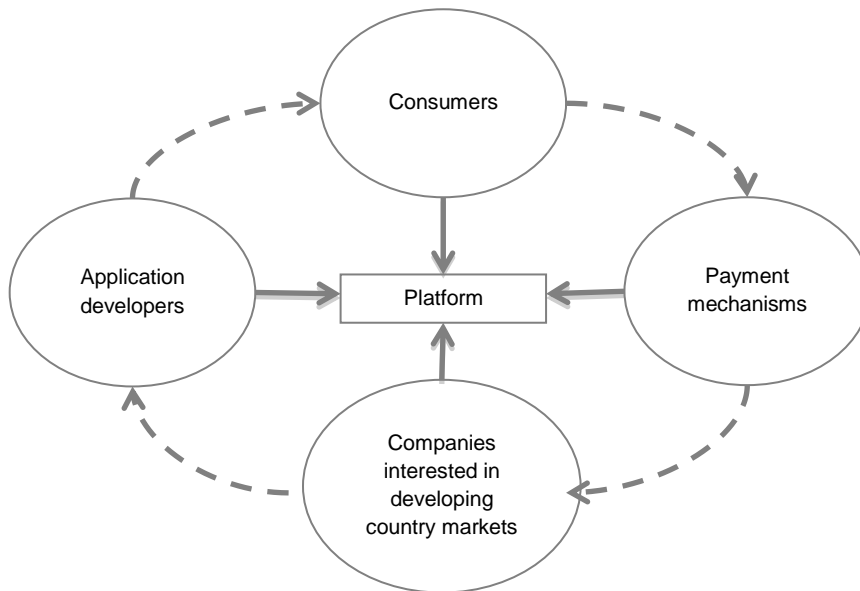 Consumers
Application
developers
Platform
Payment
mechanisms
Companies
interested in
developing
country markets